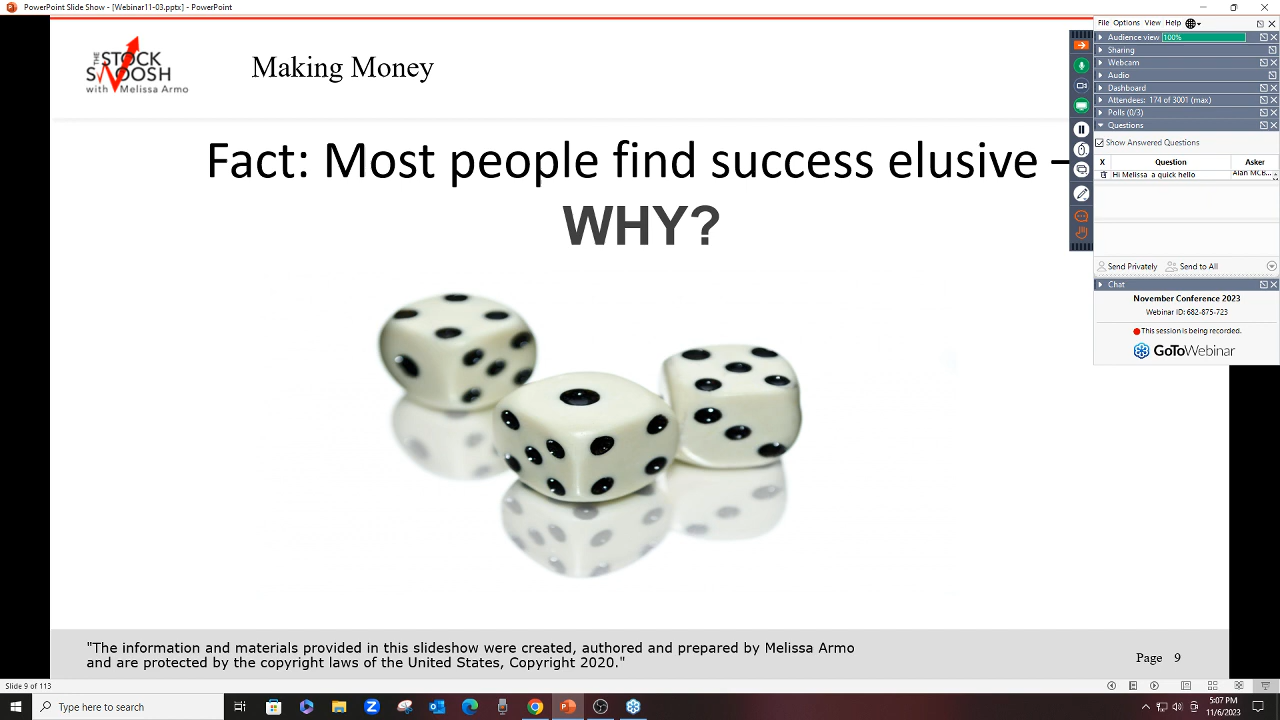 PowerPoint Slide Show - [Webinar11-03.pptx] - PowerPoint
THE
STOCK
SWOOSH
with Melissa Armo
Making Money
Fact: Most people find success elusive –
WHY?
"The information and materials provided in this slideshow were created, authored and prepared by Melissa Armo
and are protected by the copyright laws of the United States, Copyright 2020."
Page 9
File Options View Help
Audience view 100%
Sharing
Webcam
Audio
Dashboard
Attendees: 174 of 3001 (max)
Polls (0/3)
Questions
Show Answered Questions
X Question Asker
Hi Melissa a quick hello Alan MCB...
Send Privately Send to All
Chat
November Conference 2023
Webinar ID: 682-875-723
This session is being recorded.
GoToWebinar
Slide 9 of 113
Type here to search
5:07 PM
11/6/2023